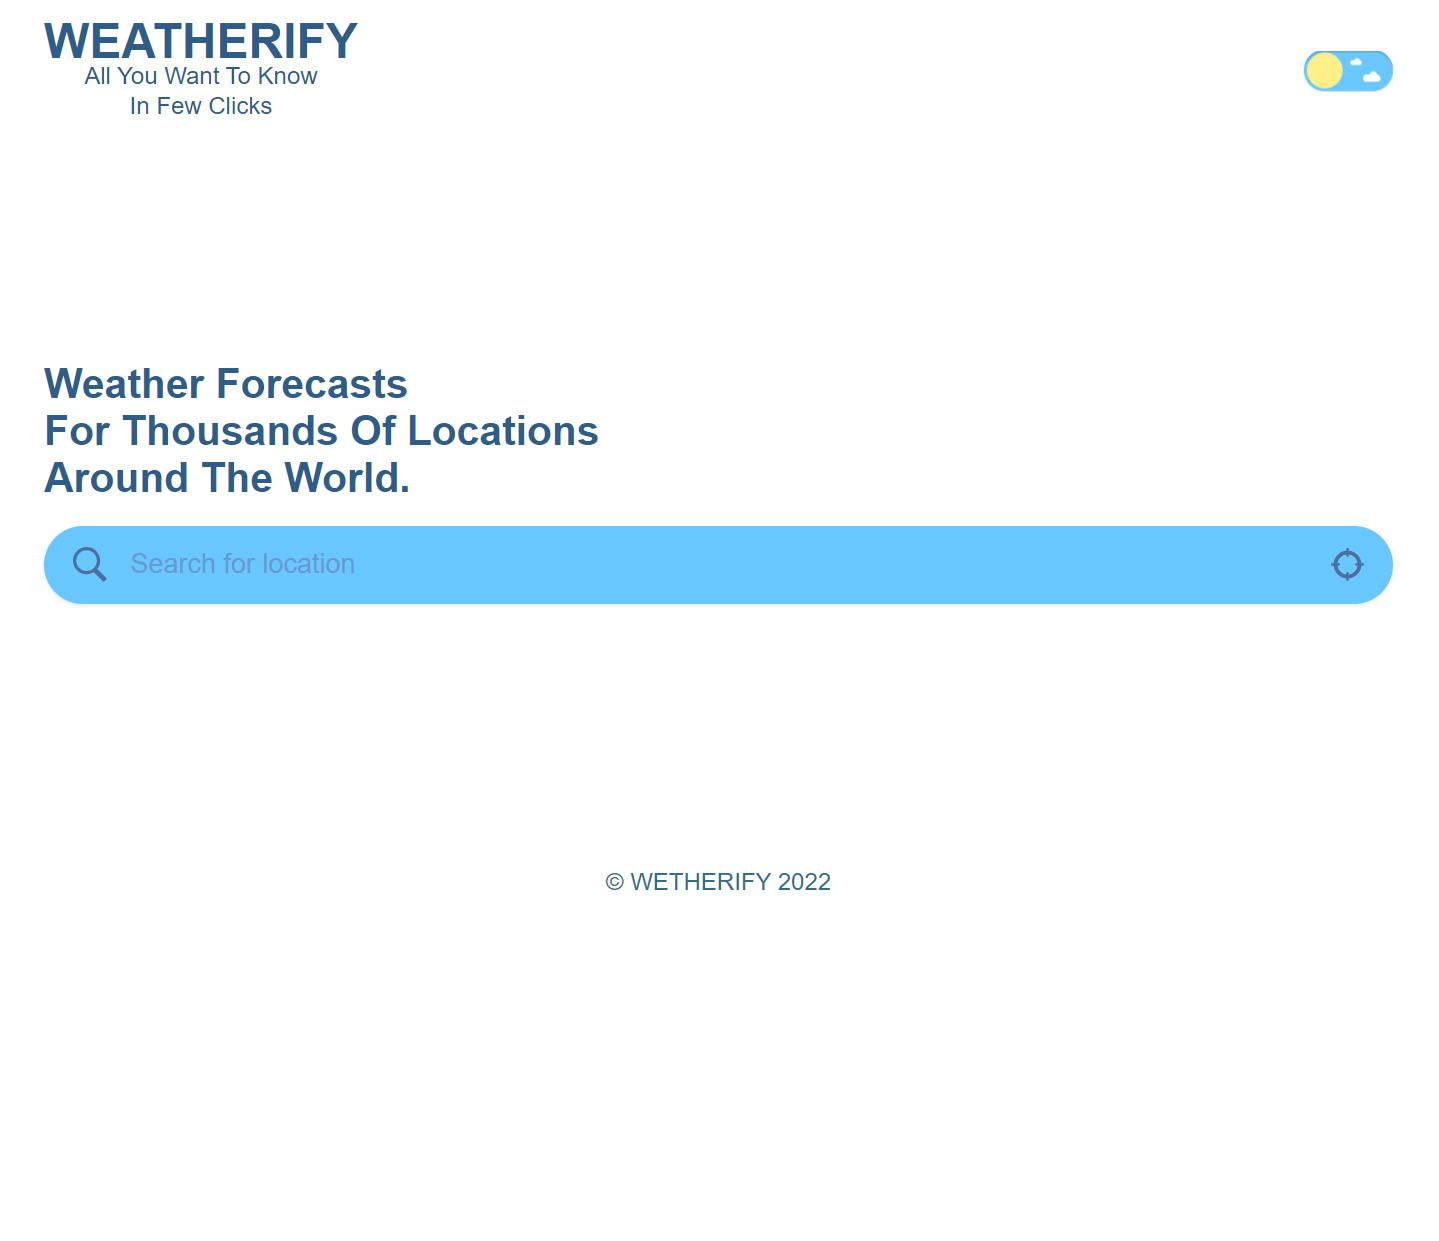 WEATHERIFY
All You Want To Know
In Few Clicks
Weather Forecasts
For Thousands Of Locations
Around The World.
Search for location
© WETHERIFY 2022